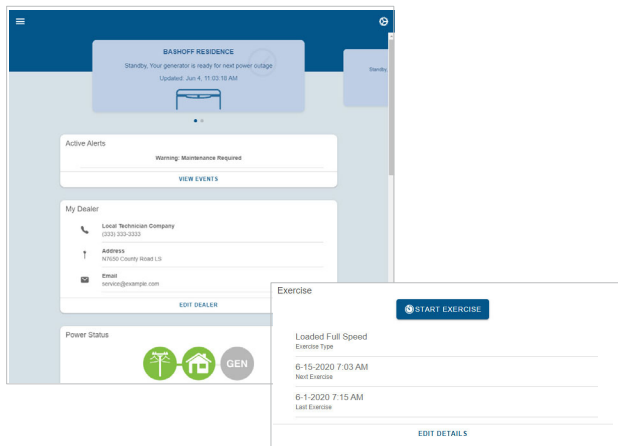 BASHOFF RESIDENCE
Standby, Your generator is ready for next power outage
Updated: Jun 4, 11:03:18 AM
Standby,
Active Alerts
Warning: Maintenance Required
VIEW EVENTS
My Dealer
Local Technician Company
(333) 333-3333
Address
N7650 County Road LS
Email
service@example.com
EDIT DEALER
Power Status
GEN
Exercise
START EXERCISE
Loaded Full Speed
Exercise Type
6-15-2020 7:03 AM
Next Exercise
6-1-2020 7:15 AM
Last Exercise
EDIT DETAILS